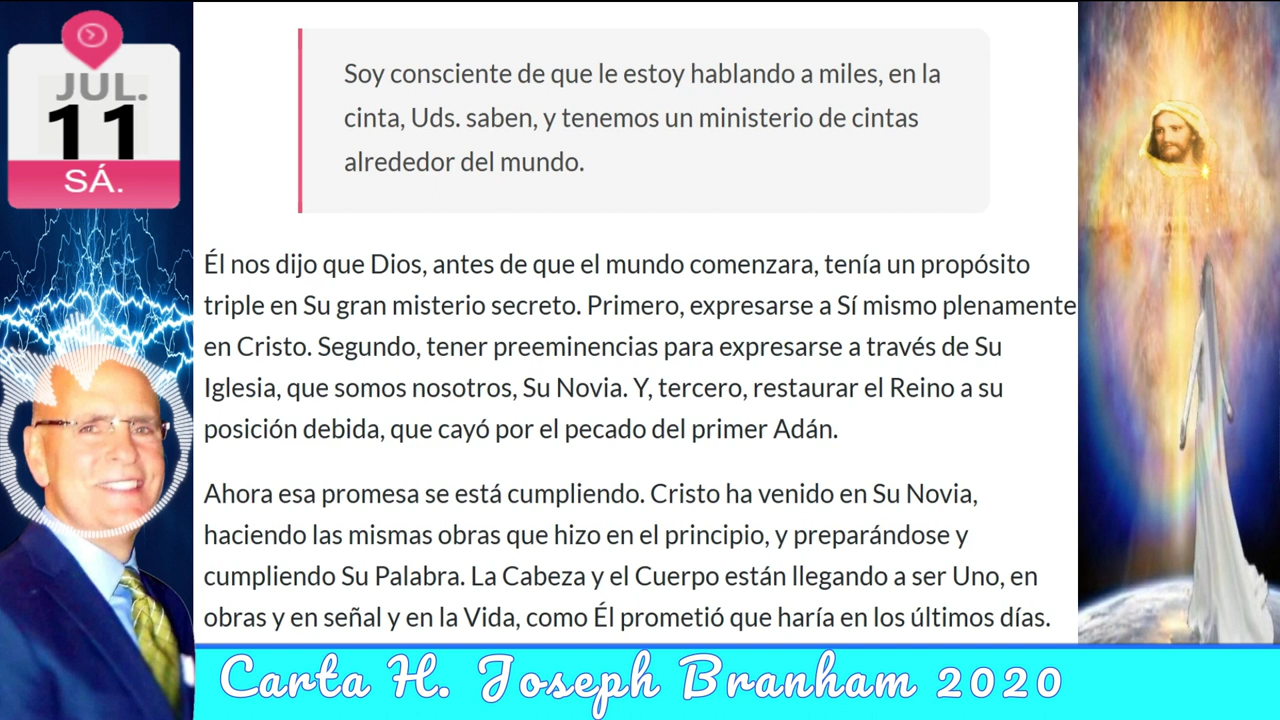 JUL.
11
SÁ.
Soy consciente de que le estoy hablando a miles, en la
cinta, Uds. saben, y tenemos un ministerio de cintas
alrededor del mundo.
Él nos dijo que Dios, antes de que el mundo comenzara, tenía un propósito
triple en Su gran misterio secreto. Primero, expresarse a Sí mismo plenamente
en Cristo. Segundo, tener preeminencias para expresarse a través de Su
Iglesia, que somos nosotros, Su Novia. Y, tercero, restaurar el Reino a su
posición debida, que cayó por el pecado del primer Adán.
Ahora esa promesa se está cumpliendo. Cristo ha venido en Su Novia,
haciendo las mismas obras que hizo en el principio, y preparándose y
cumpliendo Su Palabra. La Cabeza y el Cuerpo están llegando a ser Uno, en
obras y en señal y en la Vida, como Él prometió que haría en los últimos días.
Carta H. Joseph Branham 2020